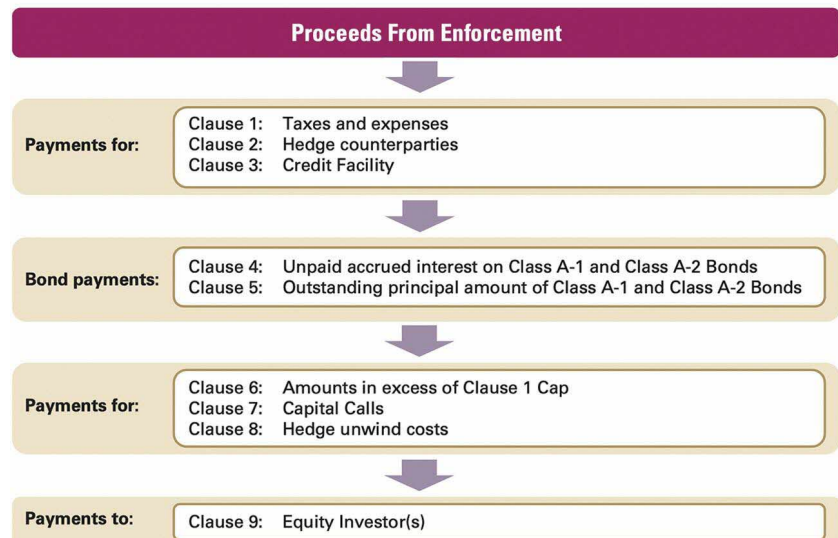 Proceeds From Enforcement
Payments for:
Clause 1: Taxes and expenses
Clause 2: Hedge counterparties
Clause 3: Credit Facility
Bond payments:
Clause 4: Unpaid accrued interest on Class A-1 and Class A-2 Bonds
Clause 5: Outstanding principal amount of Class A-1 and Class A-2 Bonds
Payments for:
Clause 6: Amounts in excess of Clause 1 Cap
Clause 7: Capital Calls
Clause 8: Hedge unwind costs
Payments to:
Clause 9: Equity Investor(s)